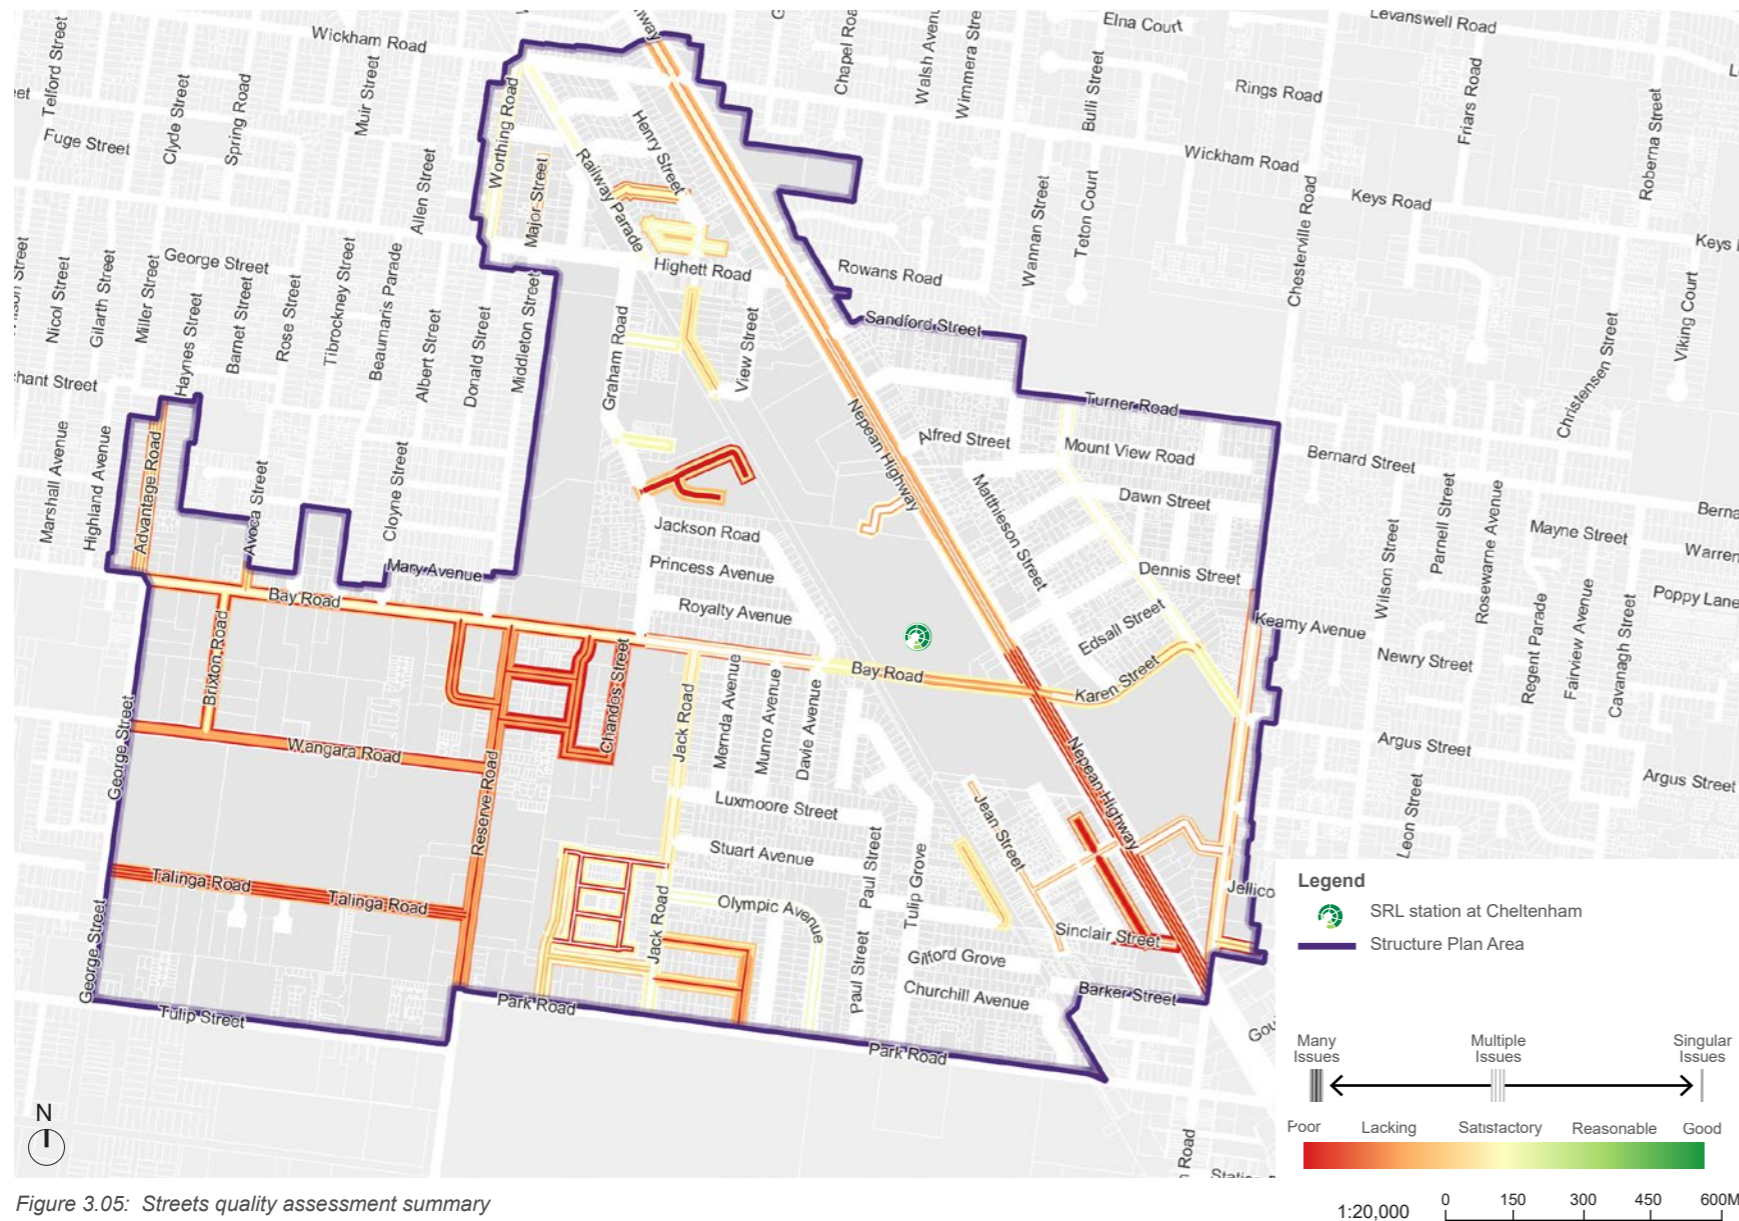 Wickham Road
Elna Court
Levanswell Road
Telford Street
Clyde Street
Spring Road
Muir Street
Fuge Street
Allen Street
Worthing Road
Major Street
Railway Parade
Henry Street
Chapel Roa
Walsh Avenu
Wimmera Stre
Bulli Street
Rings Road
Friars Road
Roberna Street
Wickham Road
Keys Road
Keys
Wannan Street
Teton Court
Chesterville Road
Rowans Road
Sandford Street
Highett Road
George Street
Nicol Street
Gilarth Street
Miller Street
Haynes Street
Barnet Street
Rose Street
Tibrockney Street
Beaumaris Parade
Albert Street
Donald Street
Middleton Street
Graham Road
View Street
Nepean Highway
Turner Road
Christensen Street
Viking Court
chant Street
Marshall Avenue
Highland Avenue
Advantage Road
Avoca Street
Cloyne Street
Mary Avenue
Alfred Street
Mount View Road
Dawn Street
Matthieson Street
Dennis Street
Edsall Street
Karen Street
Bernard Street
Berna
Mayne Street
Warren
Parnell Street
Rosewarne Avenue
Wilson Street
Poppy Lane
Regent Parade
Fairview Avenue
Cavanagh Street
Keamy Avenue
Newry Street
Argus Street
Argus Street
Leon Street
Jackson Road
Princess Avenue
Royalty Avenue
Bay Road
Bay Road
Brixton Road
Chandos Street
Jack Road
Mernda Avenue
Munro Avenue
Davie Avenue
George Street
Wangara Road
Reserve Road
Nepean Highway
Luxmoore Street
Stuart Avenue
Jean Street
Paul Street
Tulip Grove
Talinga Road
Talinga Road
Jack Road
Olympic Avenue
Paul Street
Sinclair Street
Gifford Grove
Churchill Avenue
Barker Street
Jellico
George Street
Tulip Street
Park Road
Park Road
Gou
n Road
N
Legend
SRL station at Cheltenham
Structure Plan Area
Many Issues
Multiple Issues
Singular Issues
Poor Lacking Satisfactory Reasonable Good
1:20,000
0 150 300 450 600M
Figure 3.05: Streets quality assessment summary